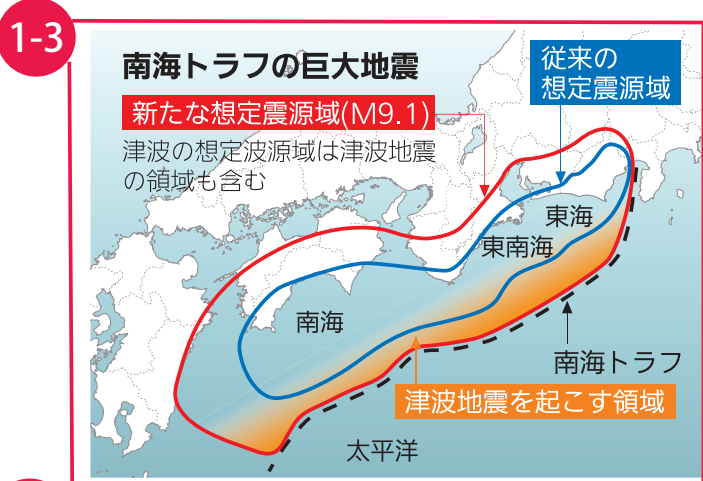 1-3
南海トラフの巨大地震
新たな想定震源域(M9.1)
津波の想定波源域は津波地震
の領域も含む
従来の
想定震源域
東海
東南海
南海
南海トラフ
津波地震を起こす領域
太平洋